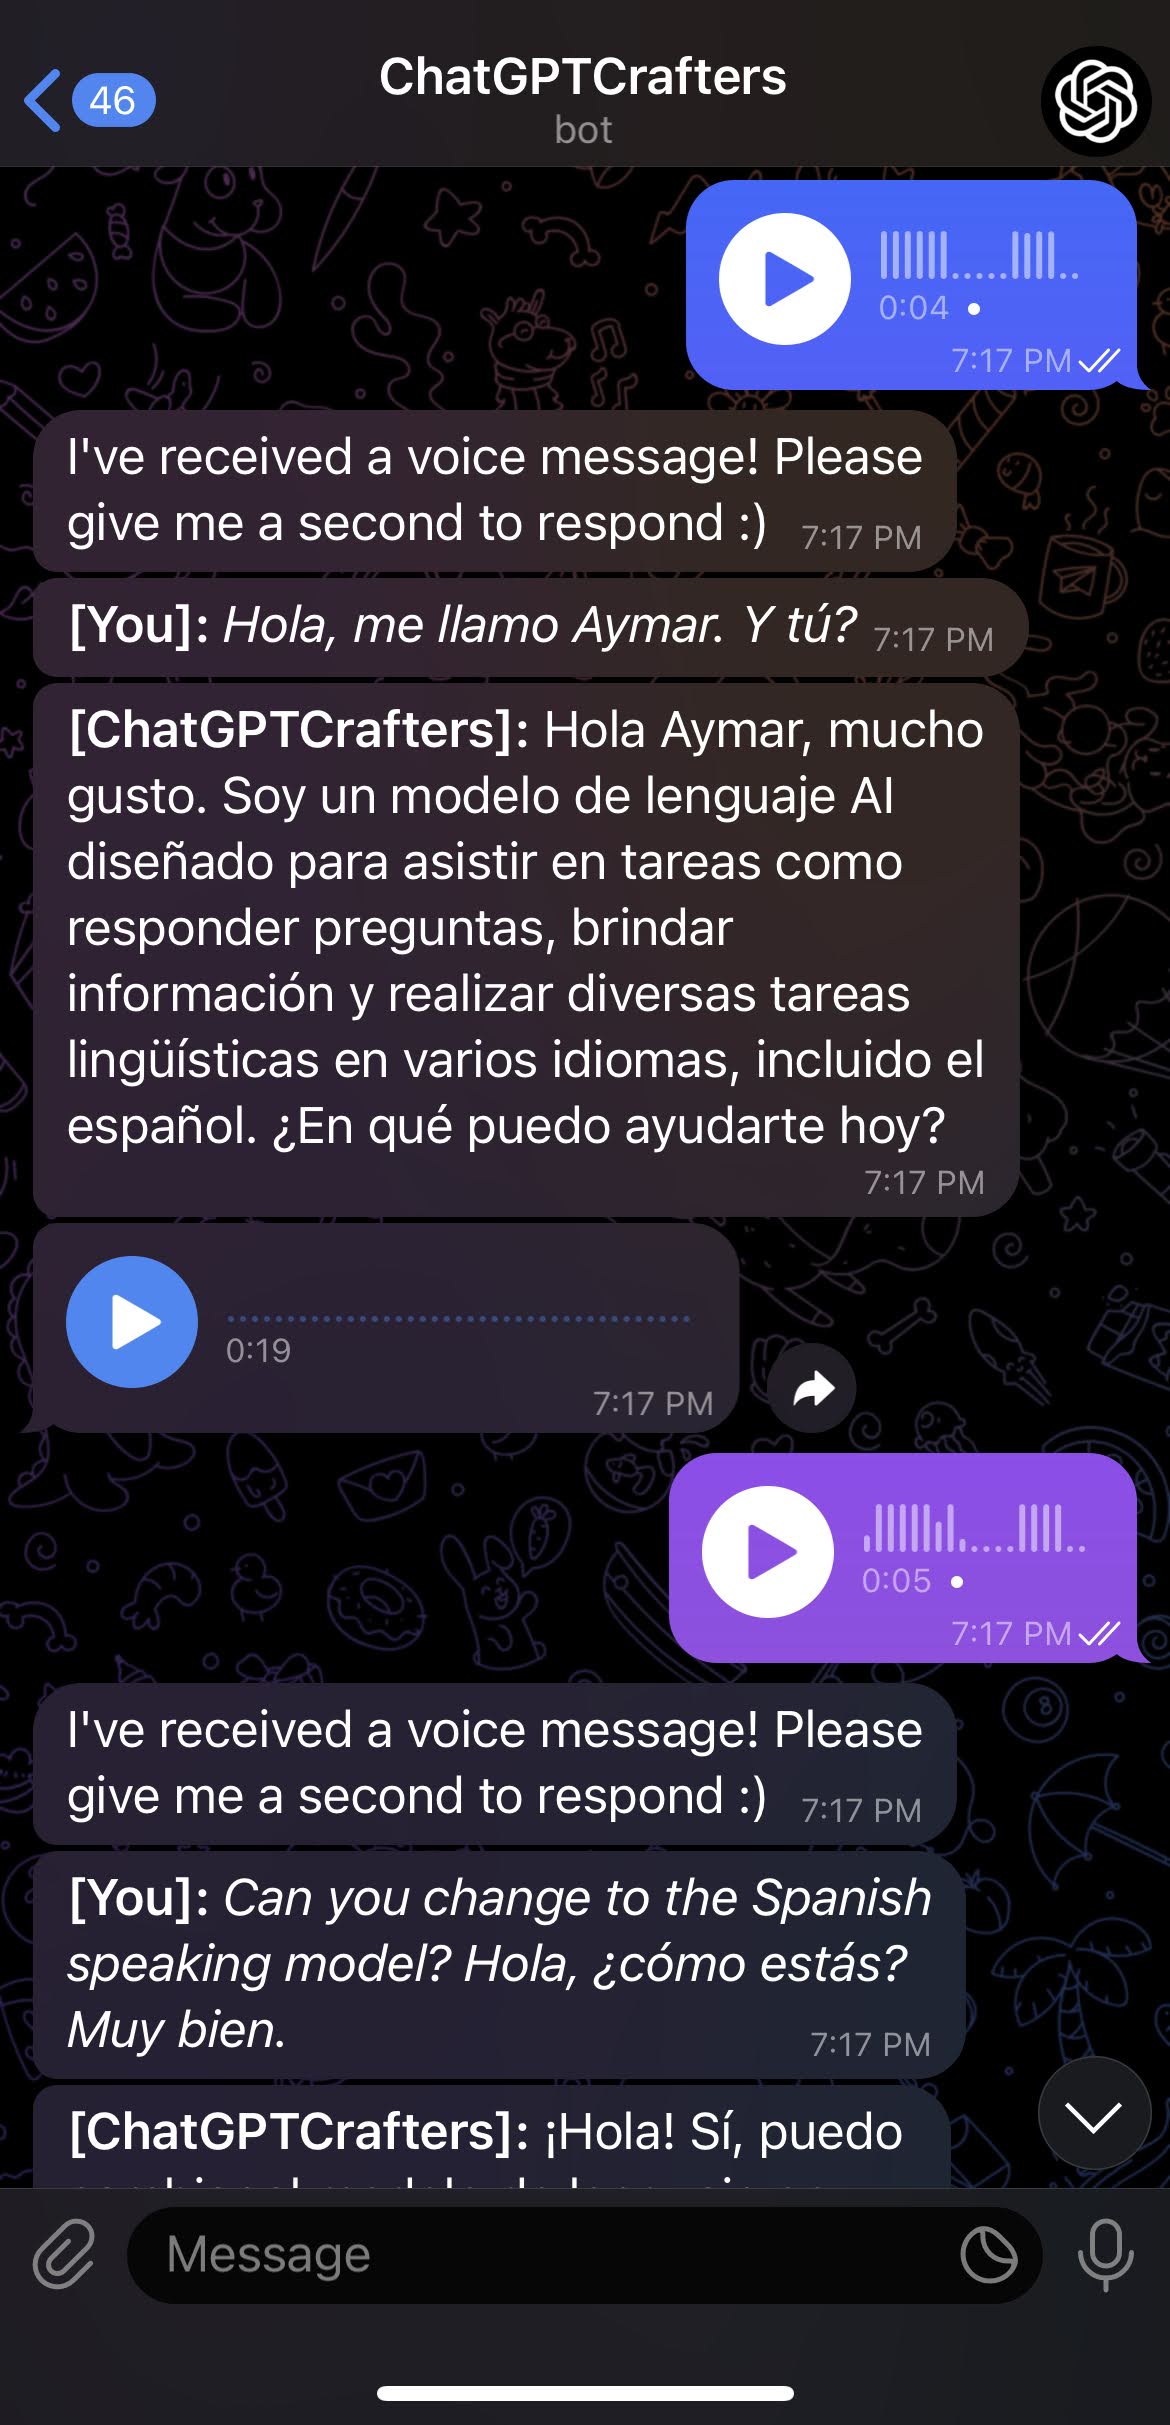 46
ChatGPTCrafters
bot
0:04
7:17 PM
I've received a voice message! Please
give me a second to respond :) 7:17 PM
[You]: Hola, me llamo Aymar. Y tú? 7:17 PM
[ChatGPTCrafters]: Hola Aymar, mucho
gusto. Soy un modelo de lenguaje AI
diseñado para asistir en tareas como
responder preguntas, brindar
información y realizar diversas tareas
lingüísticas en varios idiomas, incluido el
español. ¿En qué puedo ayudarte hoy?
7:17 PM
0:19
7:17 PM
0:05
7:17 PM
I've received a voice message! Please
give me a second to respond :) 7:17 PM
[You]: Can you change to the Spanish
speaking model? Hola, ¿cómo estás?
Muy bien. 7:17 PM
[ChatGPTCrafters]: ¡Hola! Sí, puedo
Message